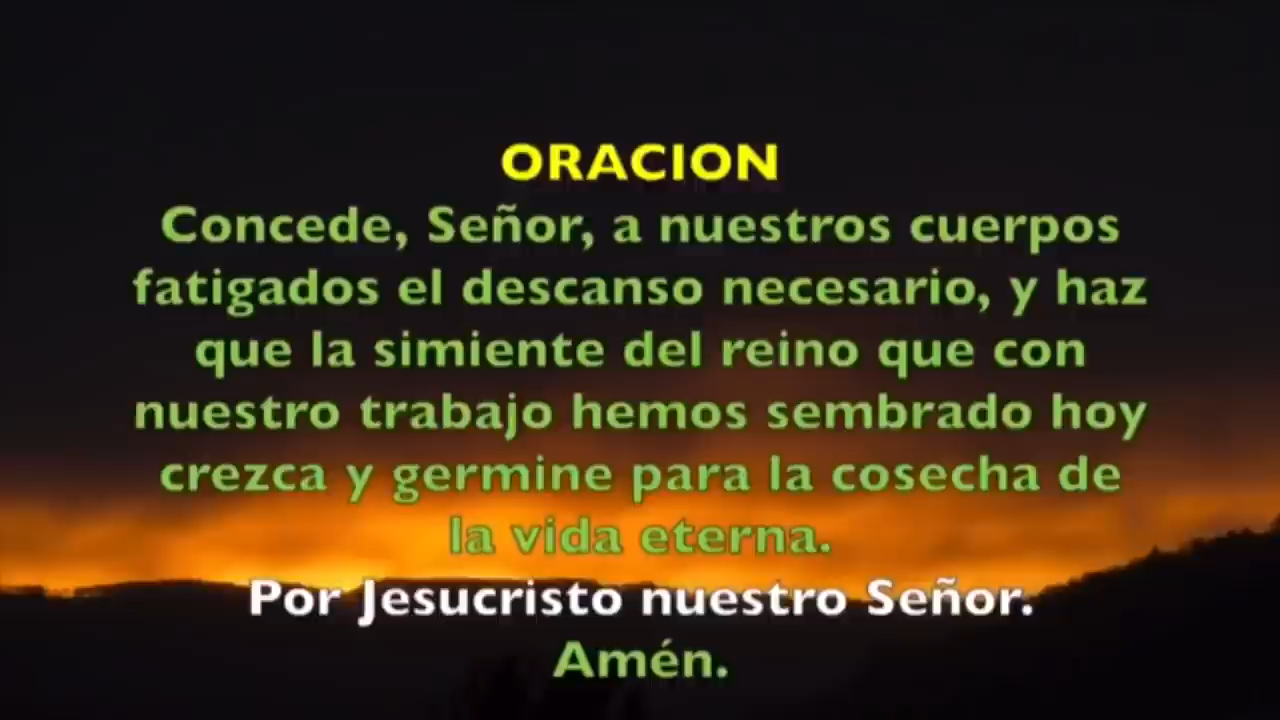 ORACION
Concede, Señor, a nuestros cuerpos
fatigados el descanso necesario, y haz
que la simiente del reino que con
nuestro trabajo hemos sembrado hoy
crezca y germine para la cosecha de
la vida eterna.
Por Jesucristo nuestro Señor.
Amén.